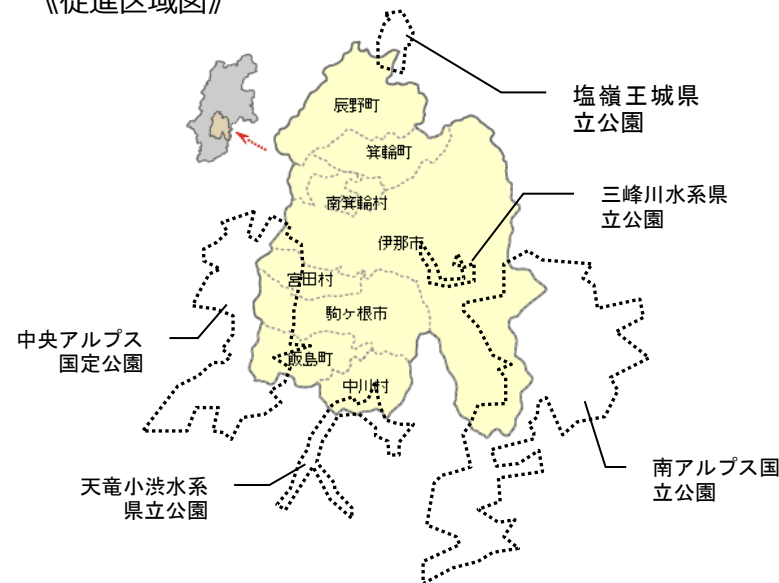 《促進区域図》
塩嶺王城県
立公園
辰野町
箕輪町
三峰川水系県
立公園
南箕輪村
伊那市
宮田村
駒ヶ根市
中央アルプス
国定公園
飯島町
中川村
南アルプス国
立公園
天竜小渋水系
県立公園